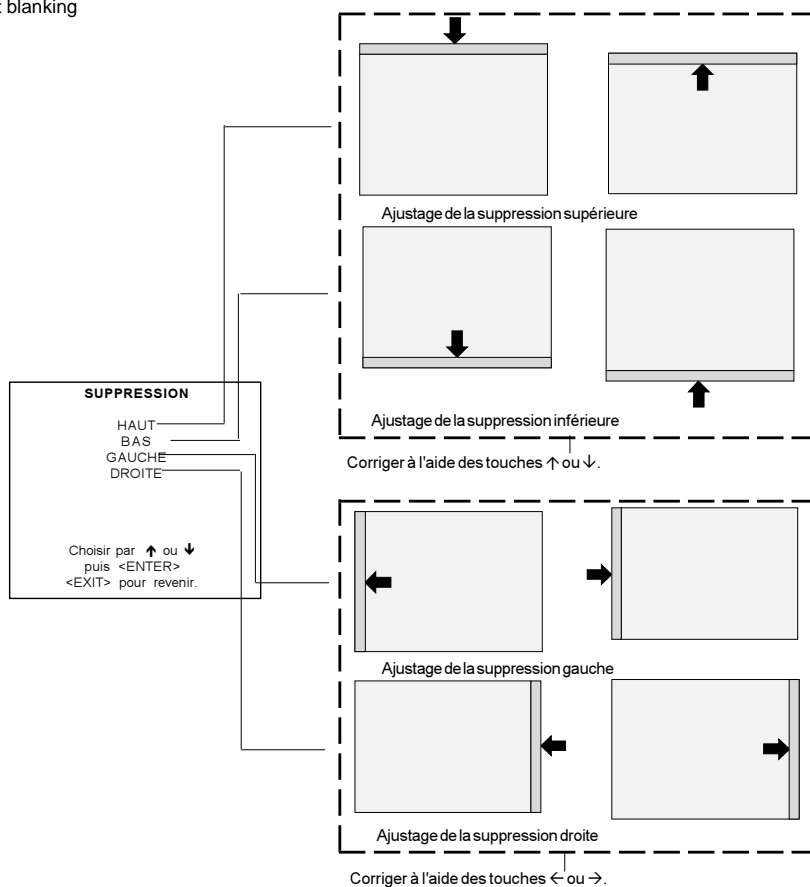 blanking
Ajustage de la suppression supérieure
Ajustage de la suppression inférieure
Corriger à l'aide des touches ↑ ou ↓.
SUPPRESSION
HAUT
BAS
GAUCHE
DROITE
Choisir par ↑ ou ↓
puis <ENTER>
<EXIT> pour revenir.
Ajustage de la suppression gauche
Ajustage de la suppression droite
Corriger à l'aide des touches ← ou →.